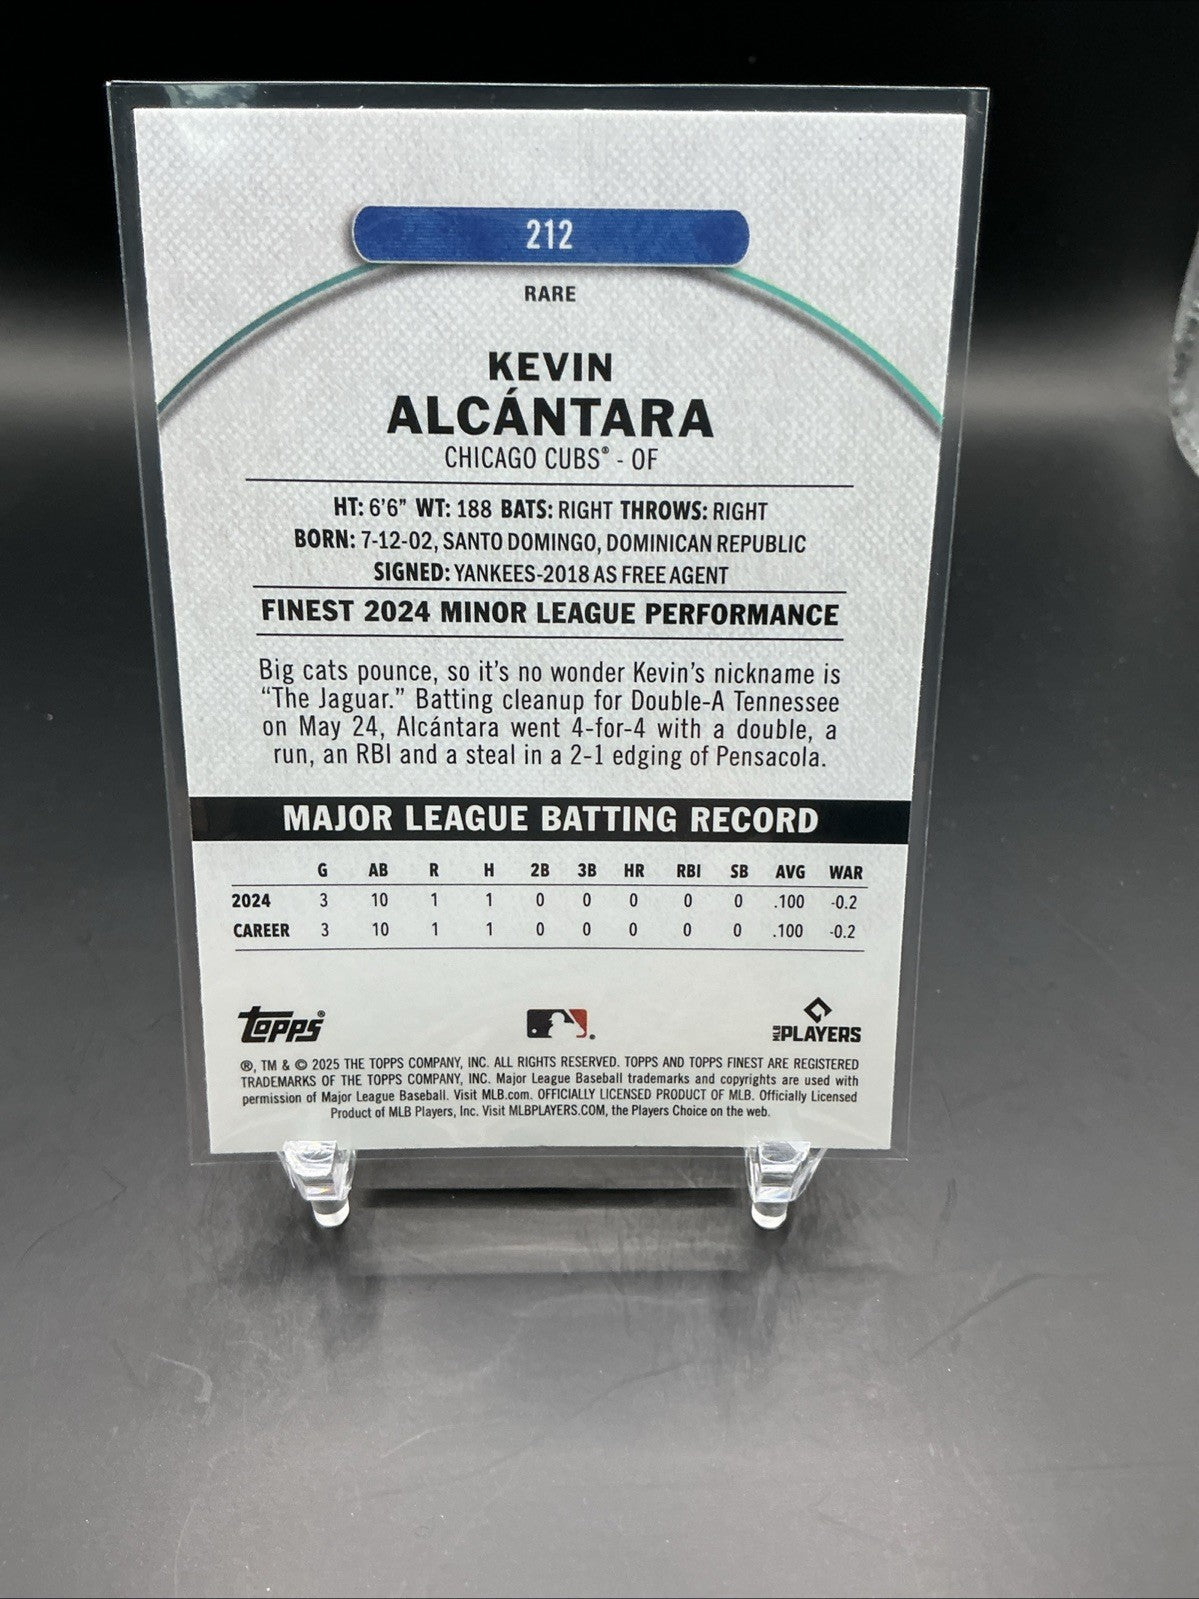 212
RARE
KEVIN
ALCÁNTARA
CHICAGO CUBS® - OF
HT: 6'6" WT: 188 BATS: RIGHT THROWS: RIGHT
BORN: 7-12-02, SANTO DOMINGO, DOMINICAN REPUBLIC
SIGNED: YANKEES-2018 AS FREE AGENT
FINEST 2024 MINOR LEAGUE PERFORMANCE
Big cats pounce, so it's no wonder Kevin's nickname is
"The Jaguar." Batting cleanup for Double-A Tennessee
on May 24, Alcántara went 4-for-4 with a double, a
run, an RBI and a steal in a 2-1 edging of Pensacola.
MAJOR LEAGUE BATTING RECORD
G AB R H 2B 3B HR RBI SB AVG WAR
2024 3 10 1 1 0 0 0 0 0 .100 -0.2
CAREER 3 10 1 1 0 0 0 0 0 .100 -0.2
topps® MLB PLAYERS
®, TM & © 2025 THE TOPPS COMPANY, INC. ALL RIGHTS RESERVED. TOPPS AND TOPPS FINEST ARE REGISTERED
TRADEMARKS OF THE TOPPS COMPANY, INC. Major League Baseball trademarks and copyrights are used with
permission of Major League Baseball. Visit MLB.com. OFFICIALLY LICENSED PRODUCT OF MLB. Officially Licensed
Product of MLB Players, Inc. Visit MLBPLAYERS.COM, the Players Choice on the web.